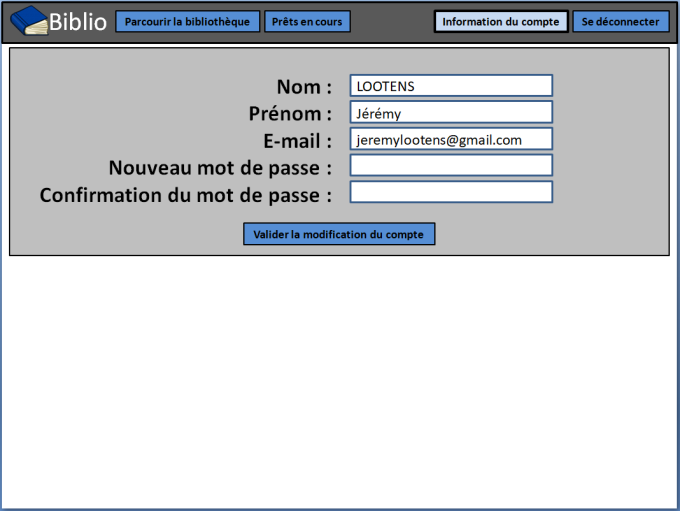 Biblio Parcourir la bibliothèque Prêts en cours Information du compte Se déconnecter
Nom : LOOTENS
Prénom : Jérémy
E-mail : jeremylootens@gmail.com
Nouveau mot de passe :
Confirmation du mot de passe :
Valider la modification du compte